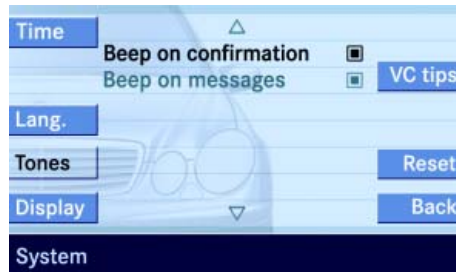 Time
Beep on confirmation
Beep on messages
VC tips
Lang.
Tones
Reset
Display
Back
System